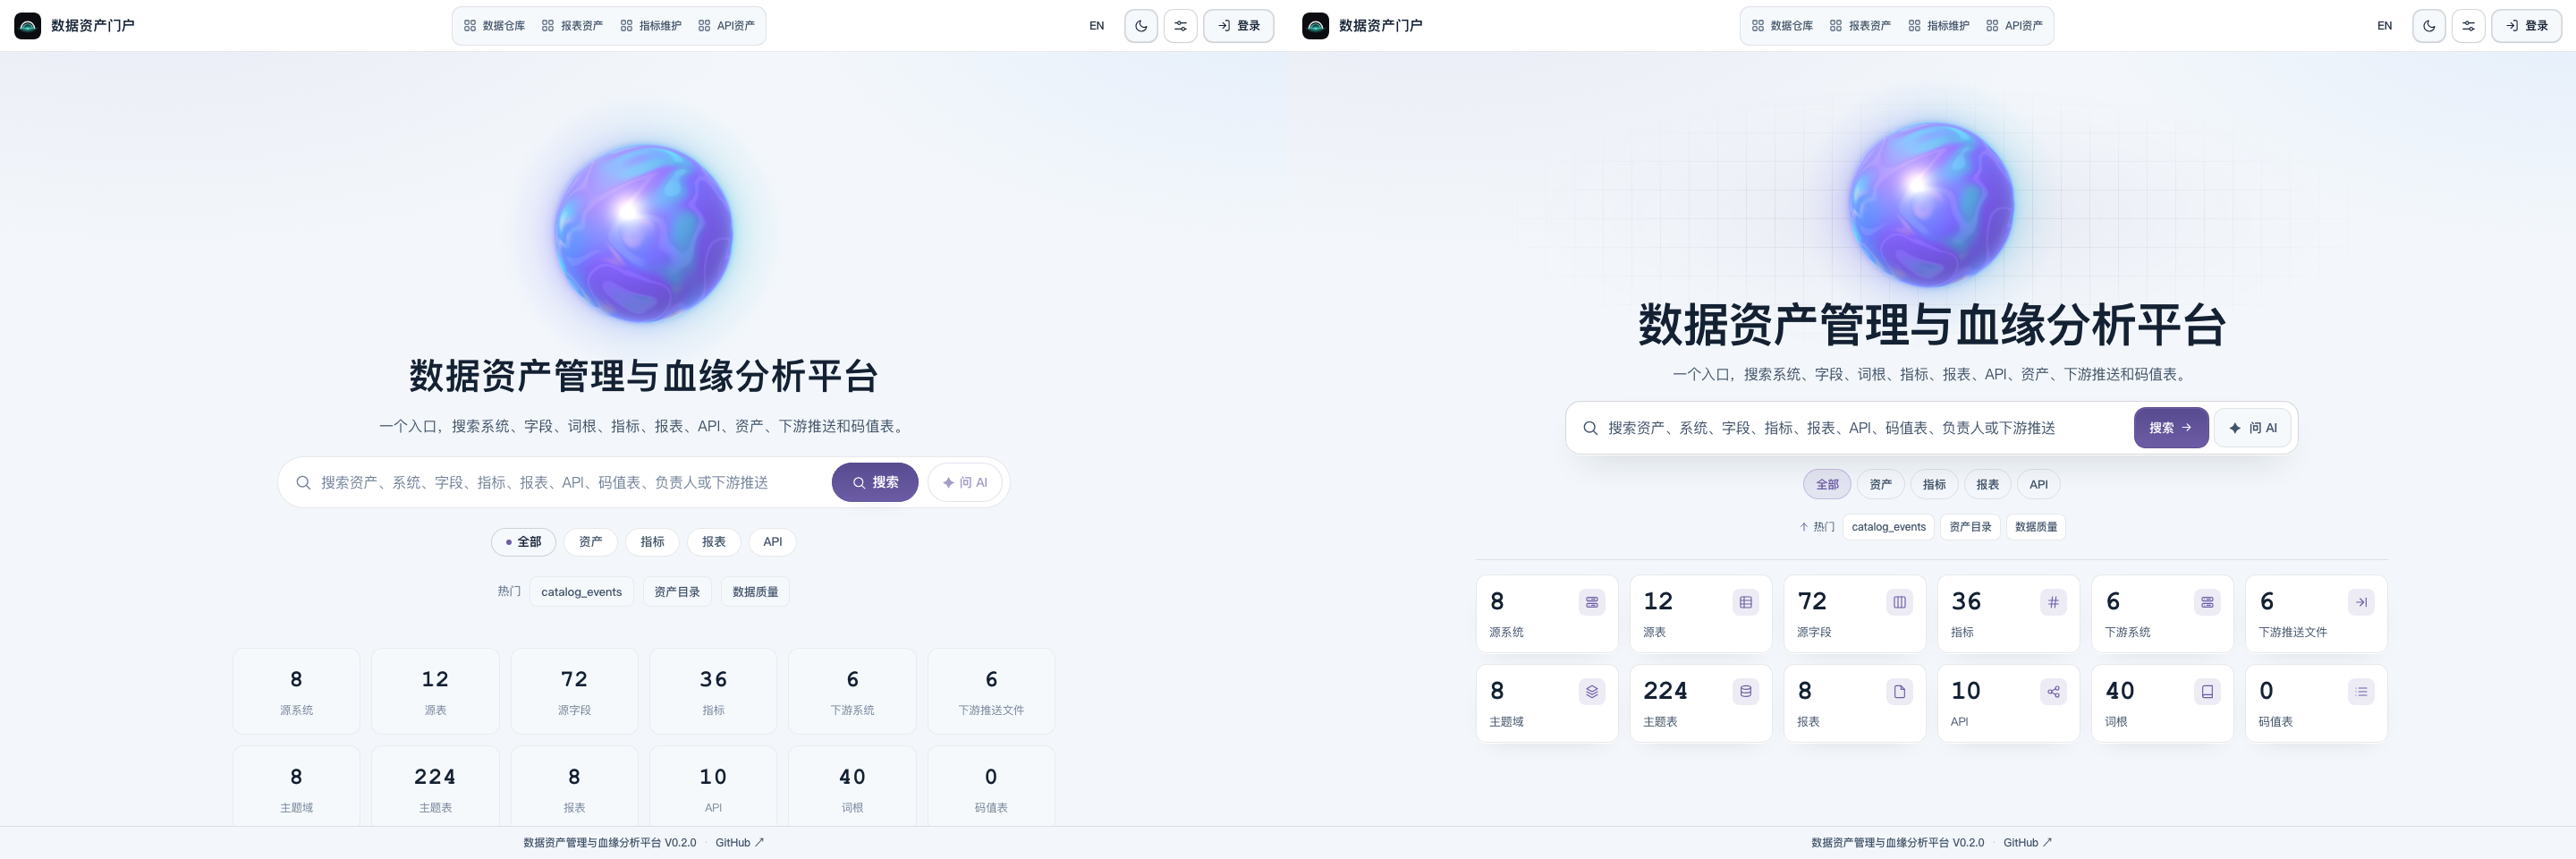 数据资产门户
数据仓库 报表资产 指标维护 API资产
EN 登录
数据资产管理与血缘分析平台
一个入口，搜索系统、字段、词根、指标、报表、API、资产、下游推送和码值表。
搜索资产、系统、字段、指标、报表、API、码值表、负责人或下游推送 搜索 问 AI
全部 资产 指标 报表 API
热门 catalog_events 资产目录 数据质量
8 12 72 36 6 6
源系统 源表 源字段 指标 下游系统 下游推送文件
8 224 8 10 40 0
主题域 主题表 报表 API 词根 码值表
数据资产管理与血缘分析平台 V0.2.0 · GitHub ↗
数据资产门户
数据仓库 报表资产 指标维护 API资产
EN 登录
数据资产管理与血缘分析平台
一个入口，搜索系统、字段、词根、指标、报表、API、资产、下游推送和码值表。
搜索资产、系统、字段、指标、报表、API、码值表、负责人或下游推送 搜索 → 问 AI
全部 资产 指标 报表 API
↑ 热门 catalog_events 资产目录 数据质量
8 12 72 36 6 6
源系统 源表 源字段 指标 下游系统 下游推送文件
8 224 8 10 40 0
主题域 主题表 报表 API 词根 码值表
数据资产管理与血缘分析平台 V0.2.0 · GitHub ↗